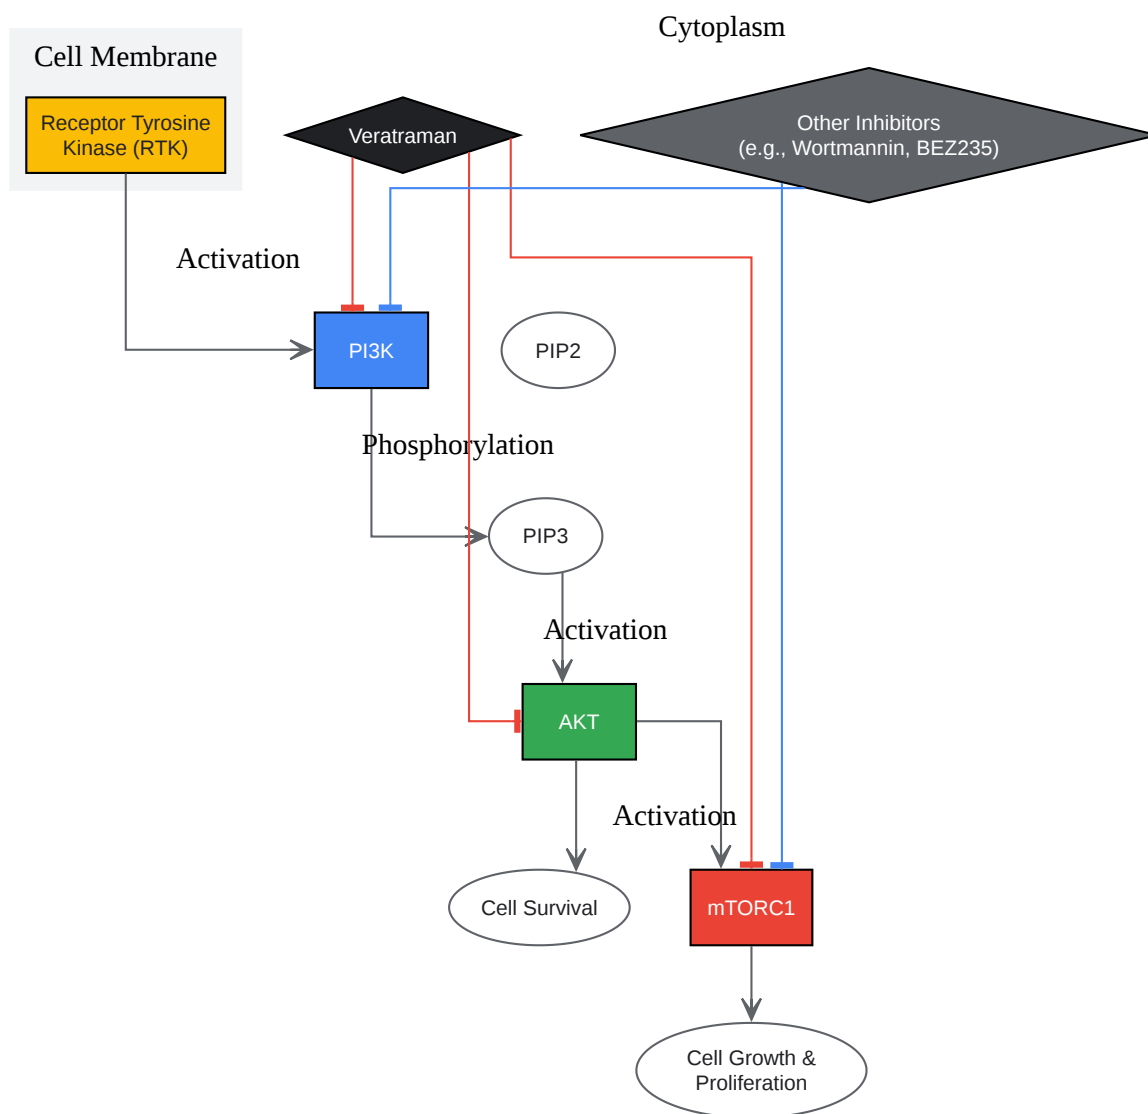 Cytoplasm
Cell Membrane
Receptor Tyrosine
Kinase (RTK)
Veratraman
Other Inhibitors
(e.g., Wortmannin, BEZ235)
Activation
PI3K
PIP2
Phosphorylation
PIP3
Activation
AKT
Activation
Cell Survival
mTORC1
Cell Growth &
Proliferation